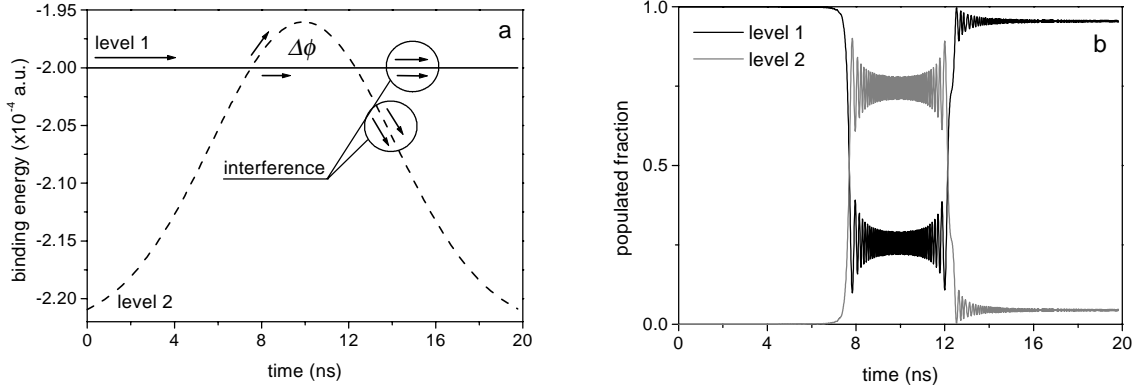 -1.95
-2.00
-2.05
-2.10
-2.15
-2.20
binding energy (x10⁻⁴ a.u.)
level 1
Δϕ
a
interference
level 2
0
4
8
12
16
20
time (ns)
1.0
0.5
0.0
populated fraction
level 1
level 2
b
0
4
8
12
16
20
time (ns)